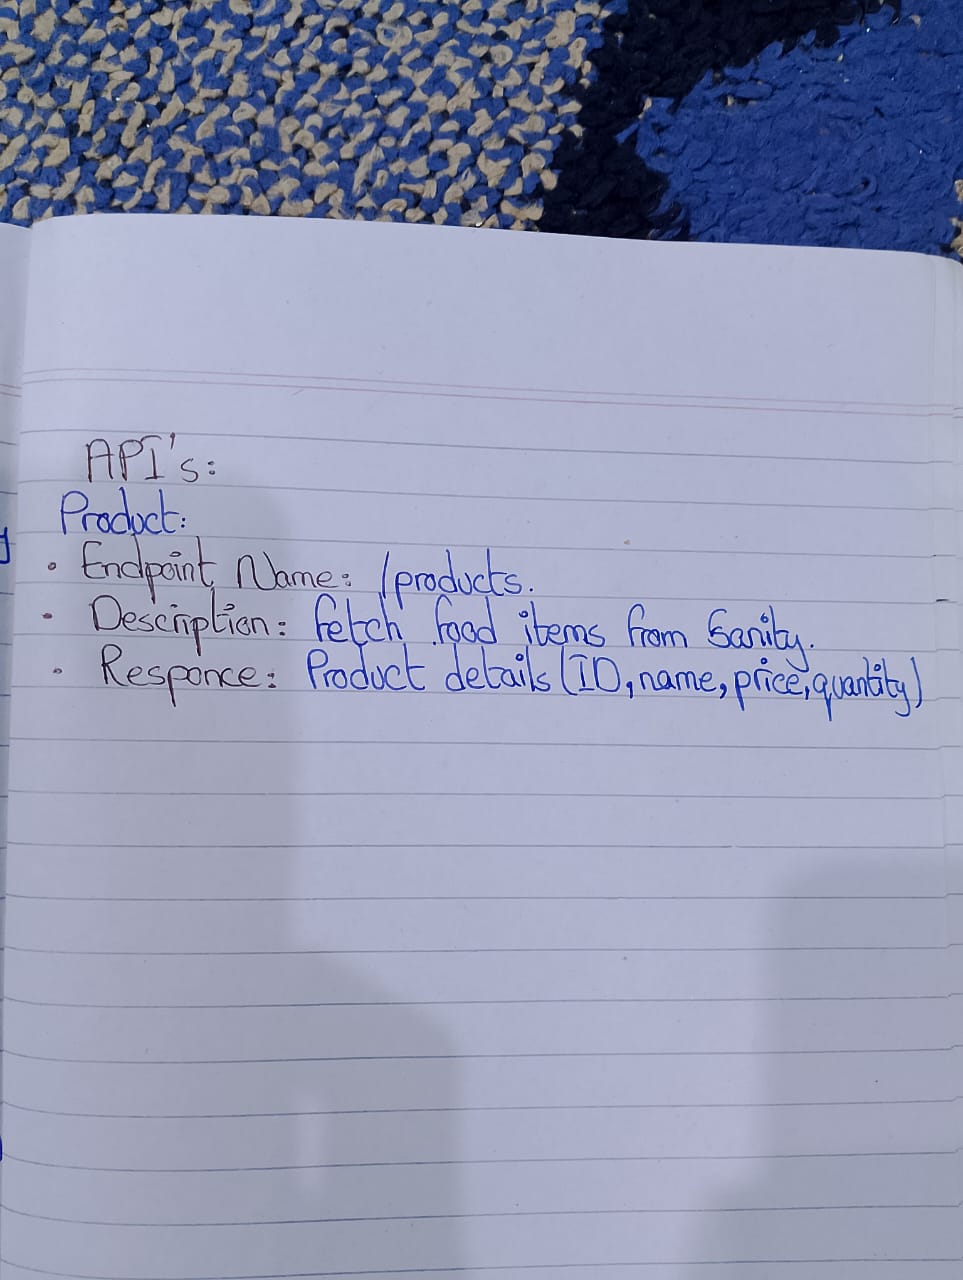 API's:
Product:
• Endpoint Name: /products.
• Description: Fetch food items from Sanity.
• Responce: Product details (ID, name, price, quantity)